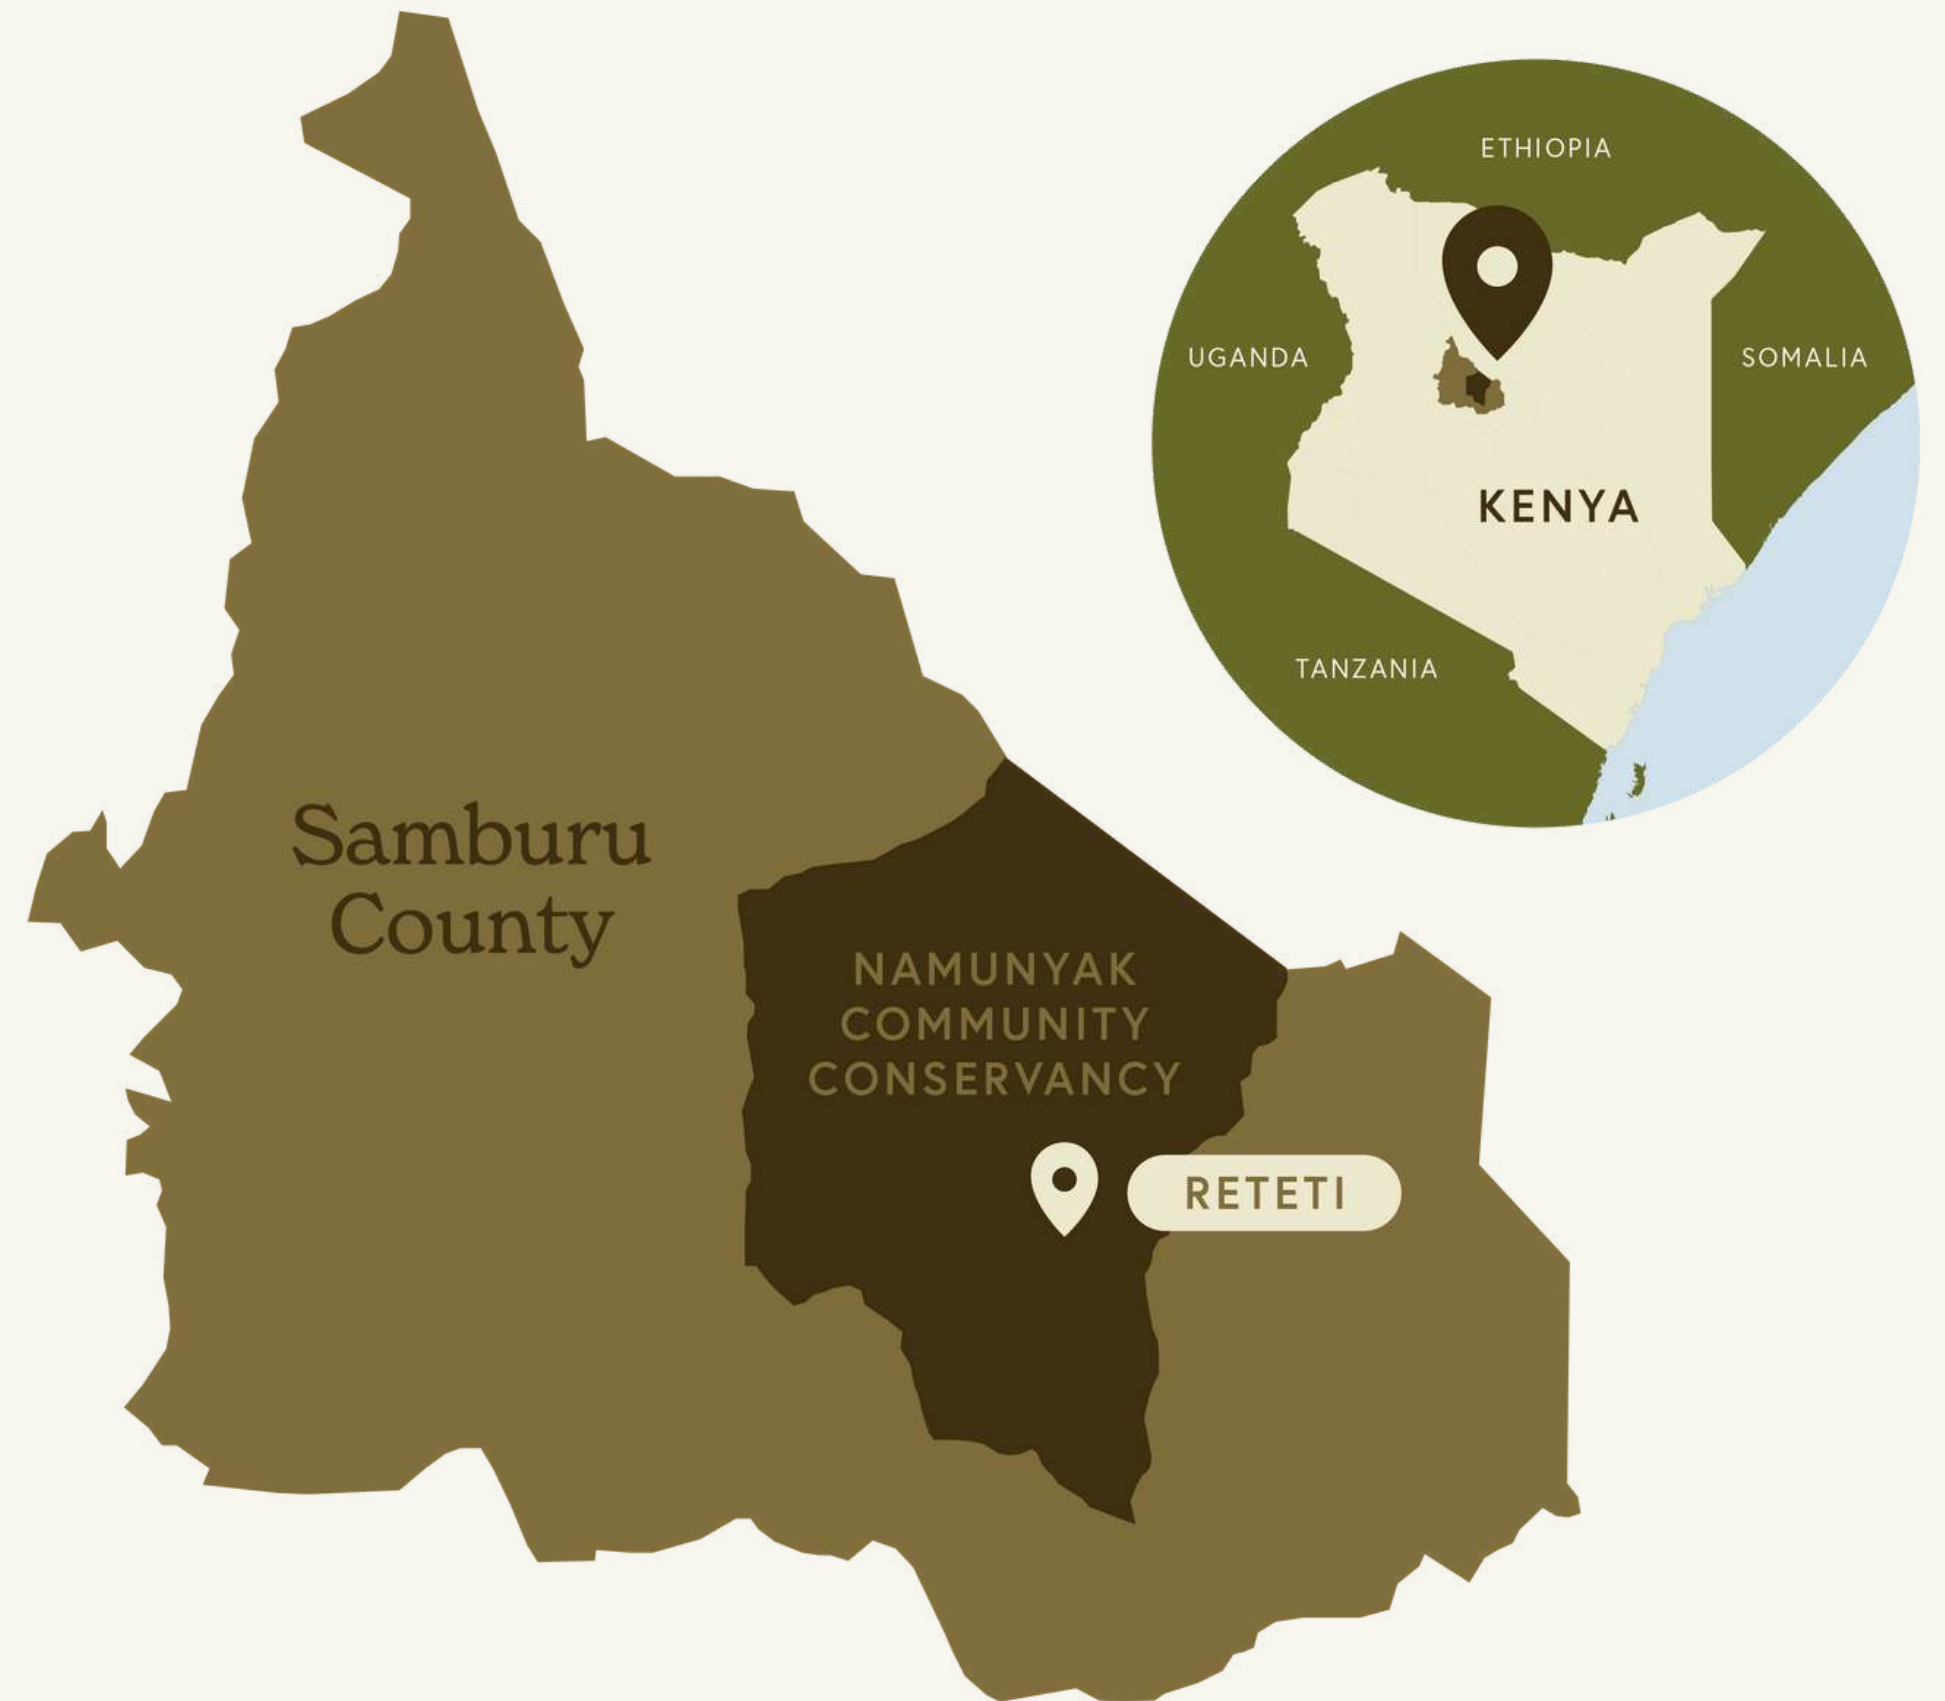 Samburu
County
NAMUNYAK
COMMUNITY
CONSERVANCY
RETETI
ETHIOPIA
UGANDA
SOMALIA
KENYA
TANZANIA